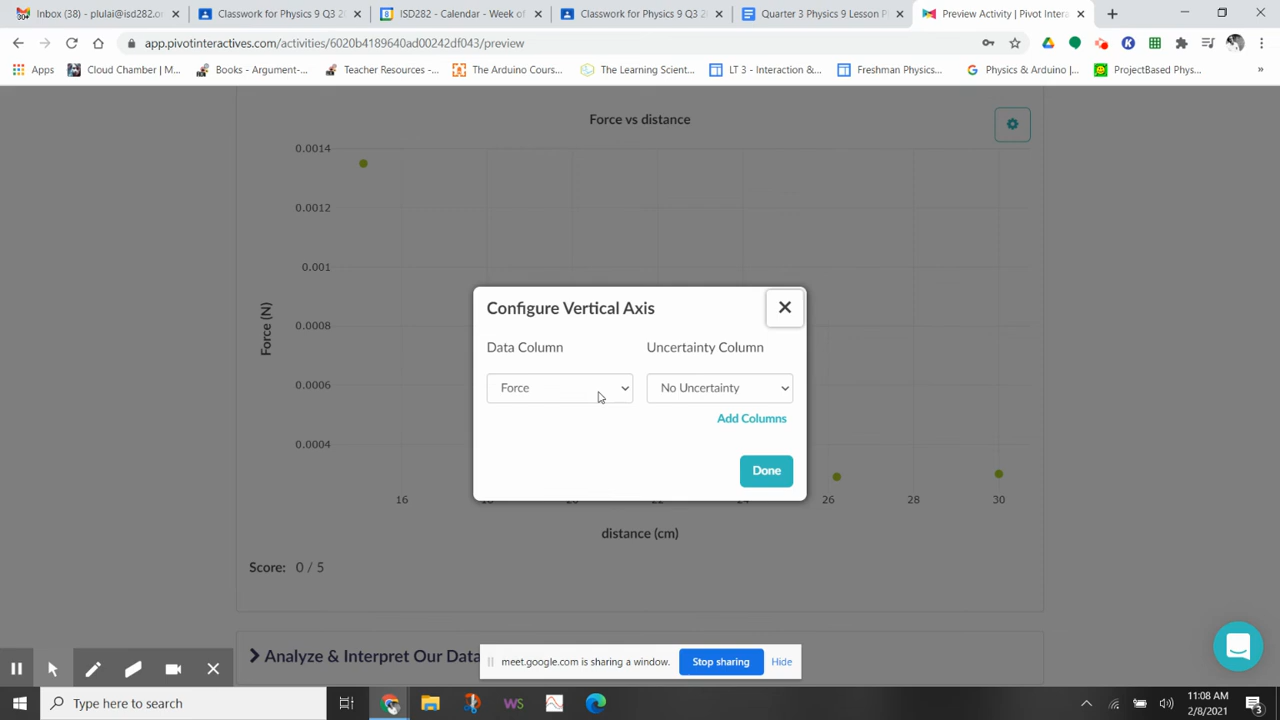 Inbox (38) - plulai@isd282.o
Classwork for Physics 9 Q3 2
ISD282 - Calendar - Week of
Classwork for Physics 9 Q3 2
Quarter 3 Physics 9 Lesson P
Preview Activity | Pivot Intera
app.pivotinteractives.com/activities/6020b4189640ad00242df043/preview
Apps
Cloud Chamber | M...
Books - Argument-...
Teacher Resources -...
The Arduino Cours...
The Learning Scient...
LT 3 - Interaction &...
Freshman Physics...
Physics & Arduino |...
ProjectBased Phys...
»
Force vs distance
0.0014
0.0012
0.001
0.0008
0.0006
0.0004
Force (N)
16
26
28
30
distance (cm)
Configure Vertical Axis
Data Column
Uncertainty Column
Force
No Uncertainty
Add Columns
Done
Score: 0 / 5
Analyze & Interpret Our Data
meet.google.com is sharing a window.
Stop sharing
Hide
Type here to search
11:08 AM
2/8/2021
3